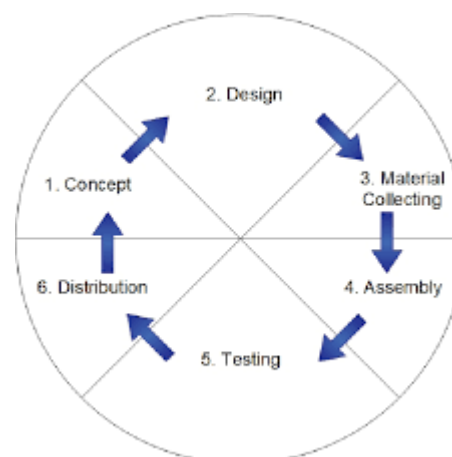 1. Concept
2. Design
3. Material
Collecting
4. Assembly
5. Testing
6. Distribution